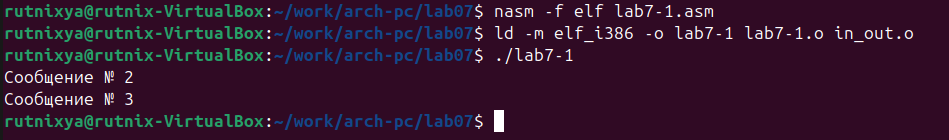 rutnixya@rutnix-VirtualBox:~/work/arch-pc/lab07$ nasm -f elf lab7-1.asm
rutnixya@rutnix-VirtualBox:~/work/arch-pc/lab07$ ld -m elf_i386 -o lab7-1 lab7-1.o in_out.o
rutnixya@rutnix-VirtualBox:~/work/arch-pc/lab07$ ./lab7-1
Сообщение № 2
Сообщение № 3
rutnixya@rutnix-VirtualBox:~/work/arch-pc/lab07$